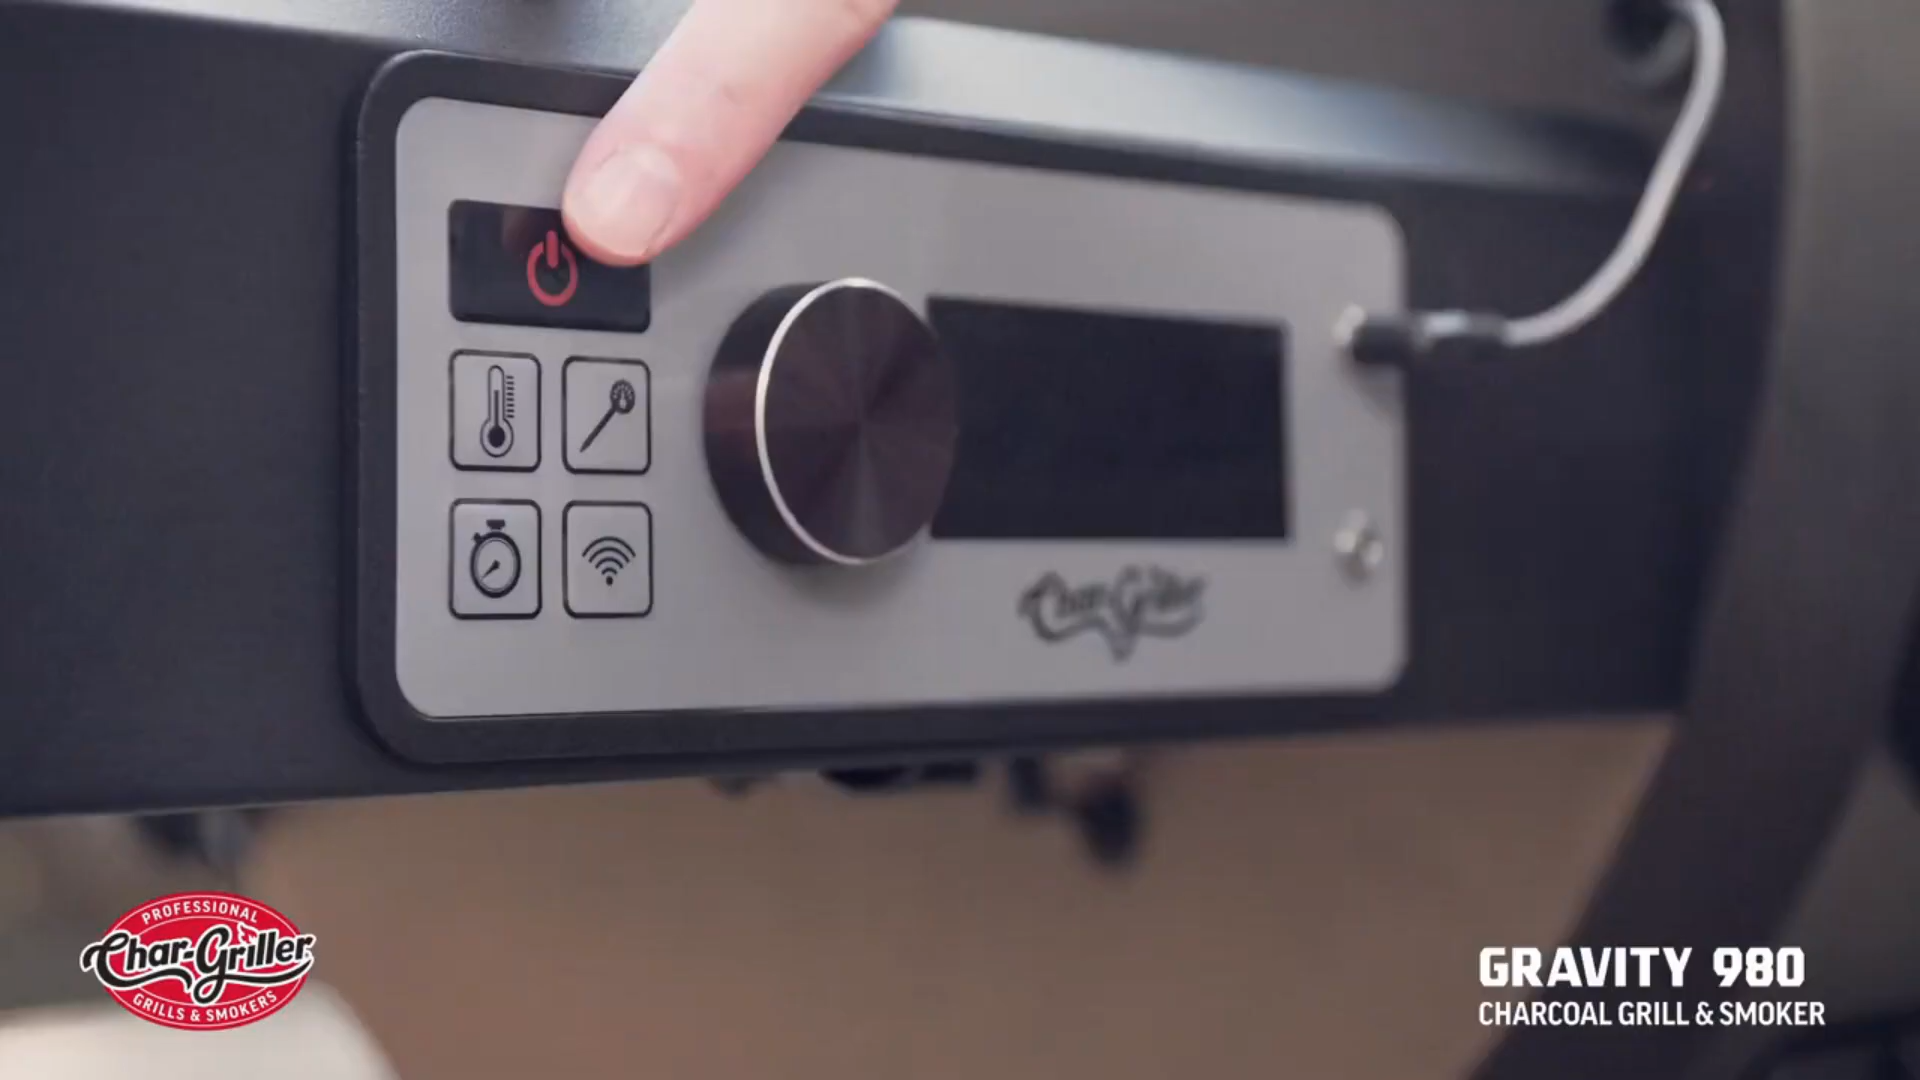 Char-Griller
PROFESSIONAL
Char-Griller
GRILLS & SMOKERS
GRAVITY 980
CHARCOAL GRILL & SMOKER